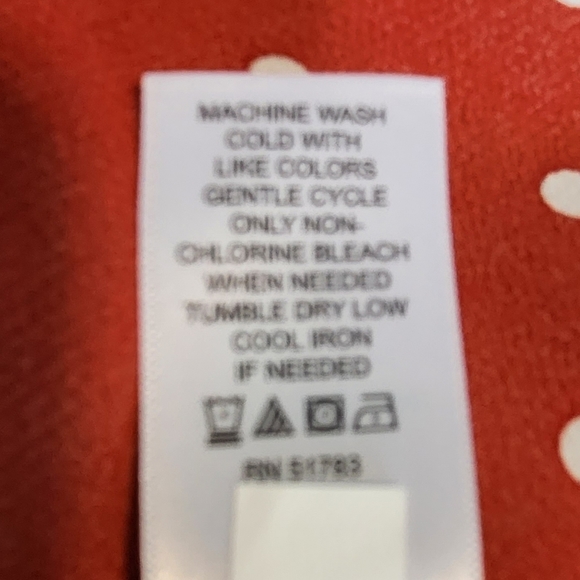 MACHINE WASH
COLD WITH
LIKE COLORS
GENTLE CYCLE
ONLY NON-
CHLORINE BLEACH
WHEN NEEDED
TUMBLE DRY LOW
COOL IRON
IF NEEDED
RN 51783